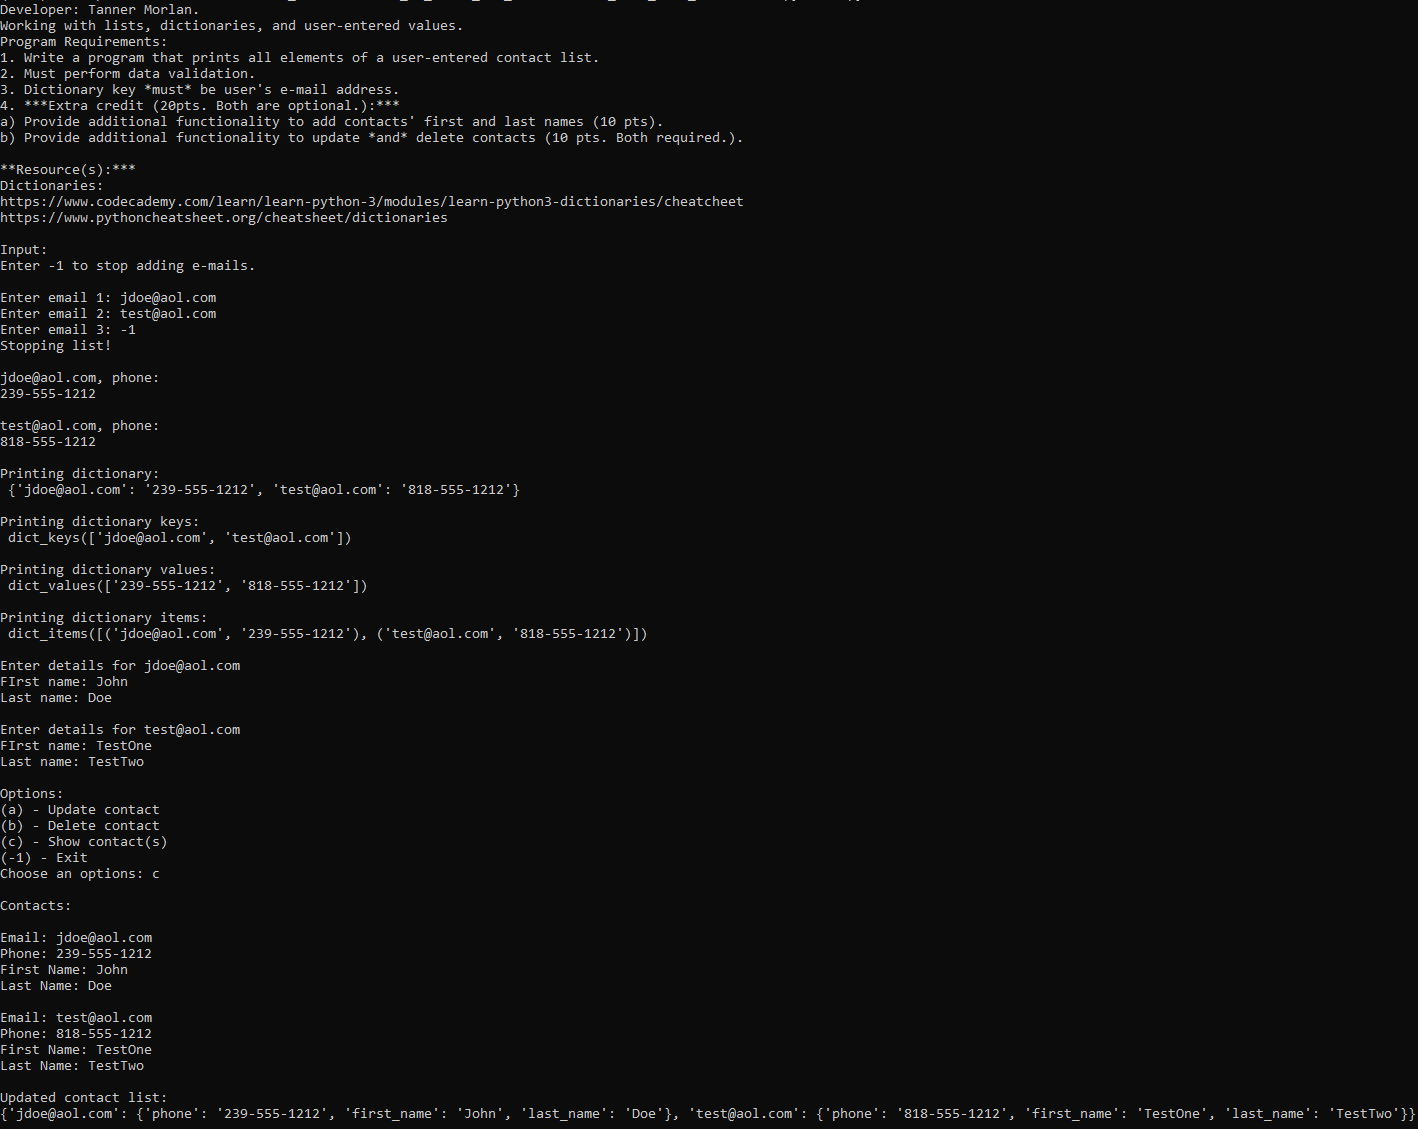 Developer: Tanner Morlan.
Working with lists, dictionaries, and user-entered values.
Program Requirements:
1. Write a program that prints all elements of a user-entered contact list.
2. Must perform data validation.
3. Dictionary key *must* be user's e-mail address.
4. ***Extra credit (20pts. Both are optional.):***
a) Provide additional functionality to add contacts' first and last names (10 pts).
b) Provide additional functionality to update *and* delete contacts (10 pts. Both required.).

**Resource(s):***
Dictionaries:
https://www.codecademy.com/learn/learn-python-3/modules/learn-python3-dictionaries/cheatcheet
https://www.pythoncheatsheet.org/cheatsheet/dictionaries

Input:
Enter -1 to stop adding e-mails.

Enter email 1: jdoe@aol.com
Enter email 2: test@aol.com
Enter email 3: -1
Stopping list!

jdoe@aol.com, phone:
239-555-1212

test@aol.com, phone:
818-555-1212

Printing dictionary:
 {'jdoe@aol.com': '239-555-1212', 'test@aol.com': '818-555-1212'}

Printing dictionary keys:
 dict_keys(['jdoe@aol.com', 'test@aol.com'])

Printing dictionary values:
 dict_values(['239-555-1212', '818-555-1212'])

Printing dictionary items:
 dict_items([('jdoe@aol.com', '239-555-1212'), ('test@aol.com', '818-555-1212')])

Enter details for jdoe@aol.com
FIrst name: John
Last name: Doe

Enter details for test@aol.com
FIrst name: TestOne
Last name: TestTwo

Options:
(a) - Update contact
(b) - Delete contact
(c) - Show contact(s)
(-1) - Exit
Choose an options: c

Contacts:

Email: jdoe@aol.com
Phone: 239-555-1212
First Name: John
Last Name: Doe

Email: test@aol.com
Phone: 818-555-1212
First Name: TestOne
Last Name: TestTwo

Updated contact list:
{'jdoe@aol.com': {'phone': '239-555-1212', 'first_name': 'John', 'last_name': 'Doe'}, 'test@aol.com': {'phone': '818-555-1212', 'first_name': 'TestOne', 'last_name': 'TestTwo'}}